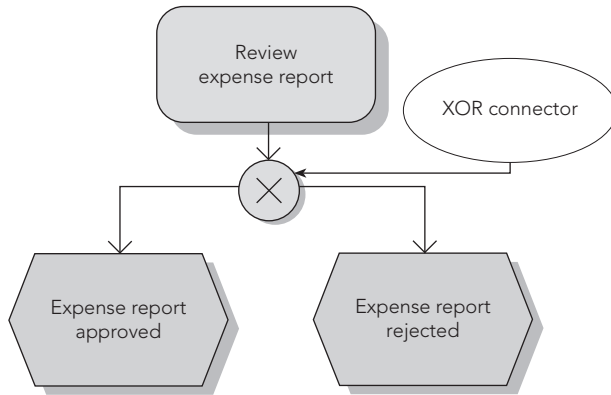 Review
expense report
XOR connector
Expense report
approved
Expense report
rejected